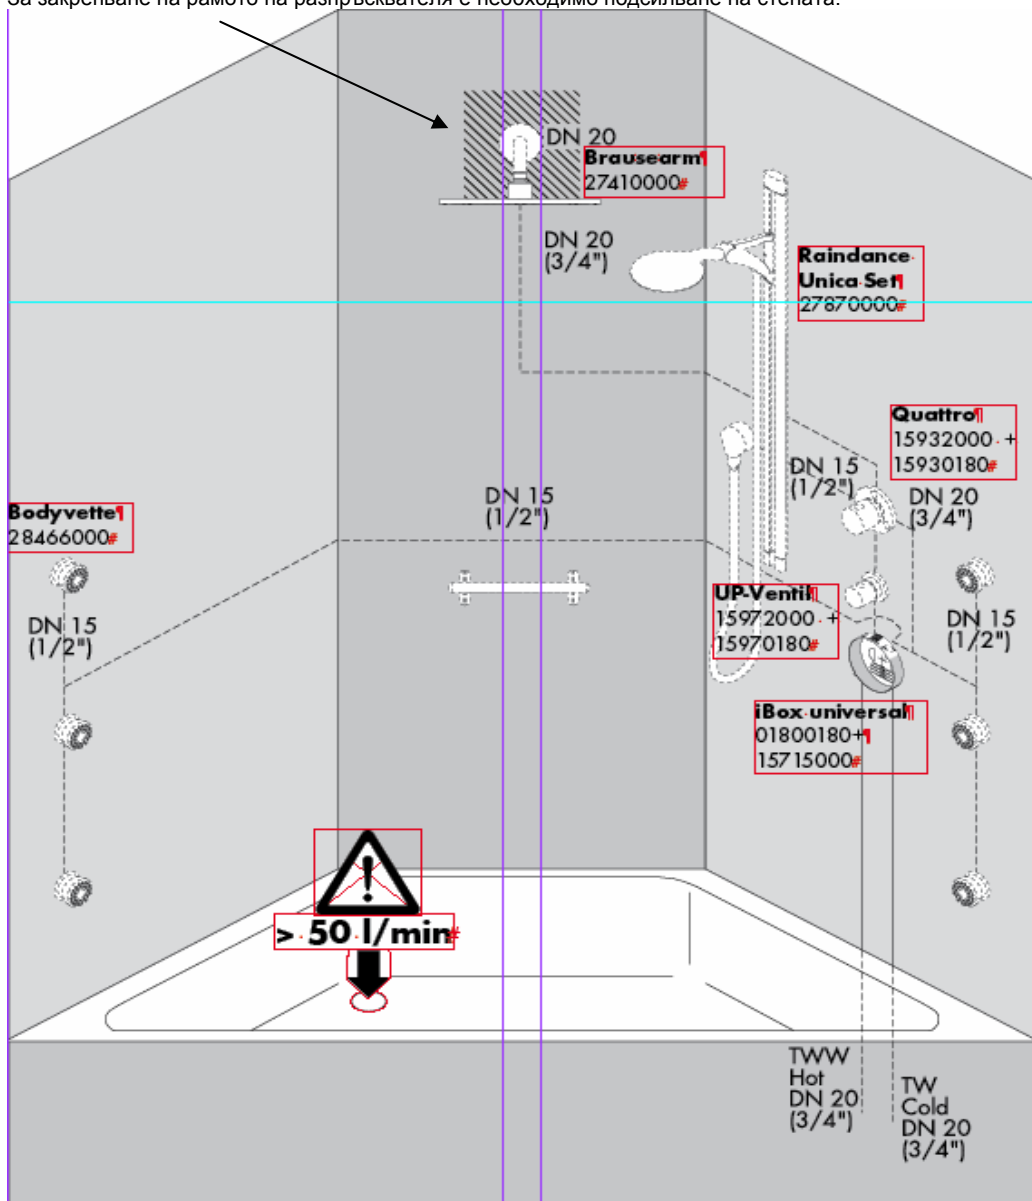 За закрепване на рамото на разпръсквателя е необходимо подсилване на стената.
DN 20
Brausearm¶
27410000#
DN 20
(3/4")
Raindance
Unica Set¶
27870000#
Quattro¶
15932000 +
15930180#
DN 15
(1/2")
DN 20
(3/4")
DN 15
(1/2")
Bodyvette¶
28466000#
DN 15
(1/2")
UP-Ventil¶
15972000 +
15970180#
DN 15
(1/2")
iBox universal¶
01800180+¶
15715000#
!
> 50 l/min#
TWW
Hot
DN 20
(3/4")
TW
Cold
DN 20
(3/4")